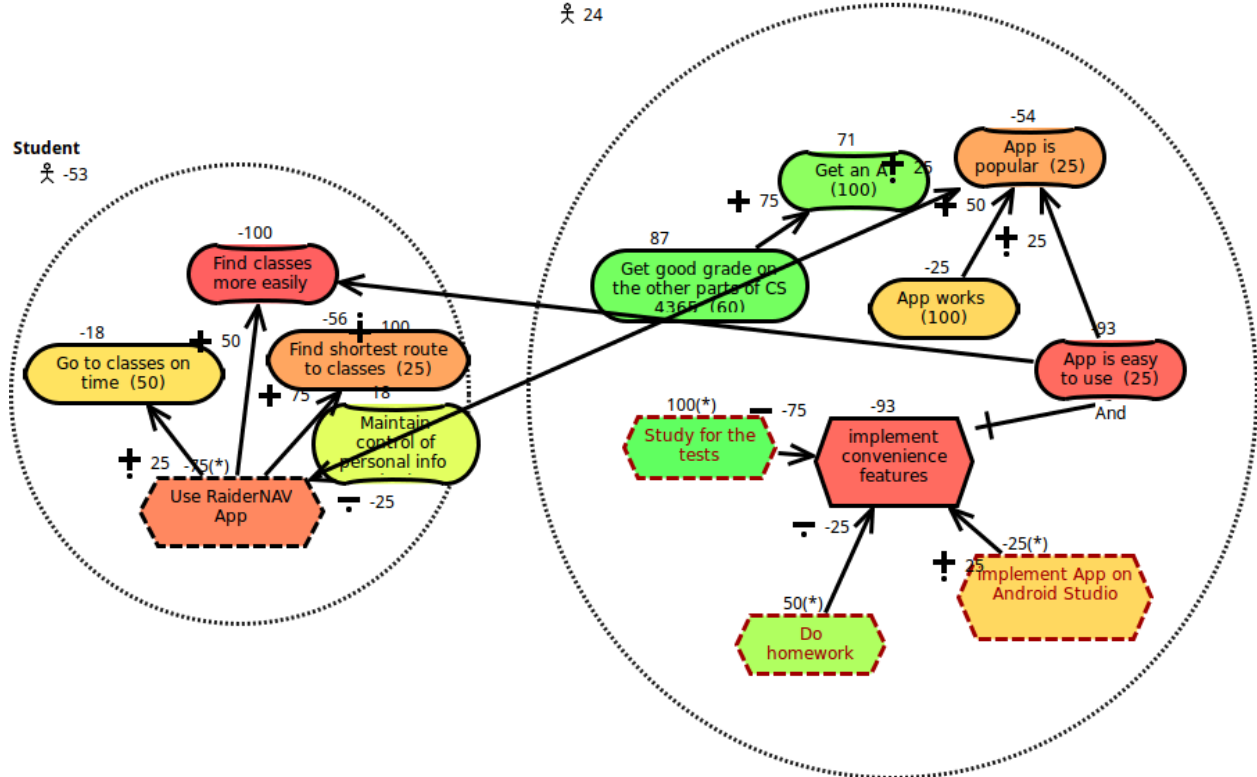 24
Student
-53
-100
Find classes
more easily
-18
Go to classes on
time (50)
50
-56
100
Find shortest route
to classes (25)
75
18
Maintain
control of
personal info
25
-75(*)
Use RaiderNAV
App
-25
71
Get an A
(100)
25
75
87
Get good grade on
the other parts of CS
4365 (60)
-54
App is
popular (25)
50
25
-25
App works
(100)
-93
App is easy
to use (25)
And
100(*)
Study for the
tests
-75
-93
implement
convenience
features
-25
50(*)
Do
homework
25
-25(*)
Implement App on
Android Studio